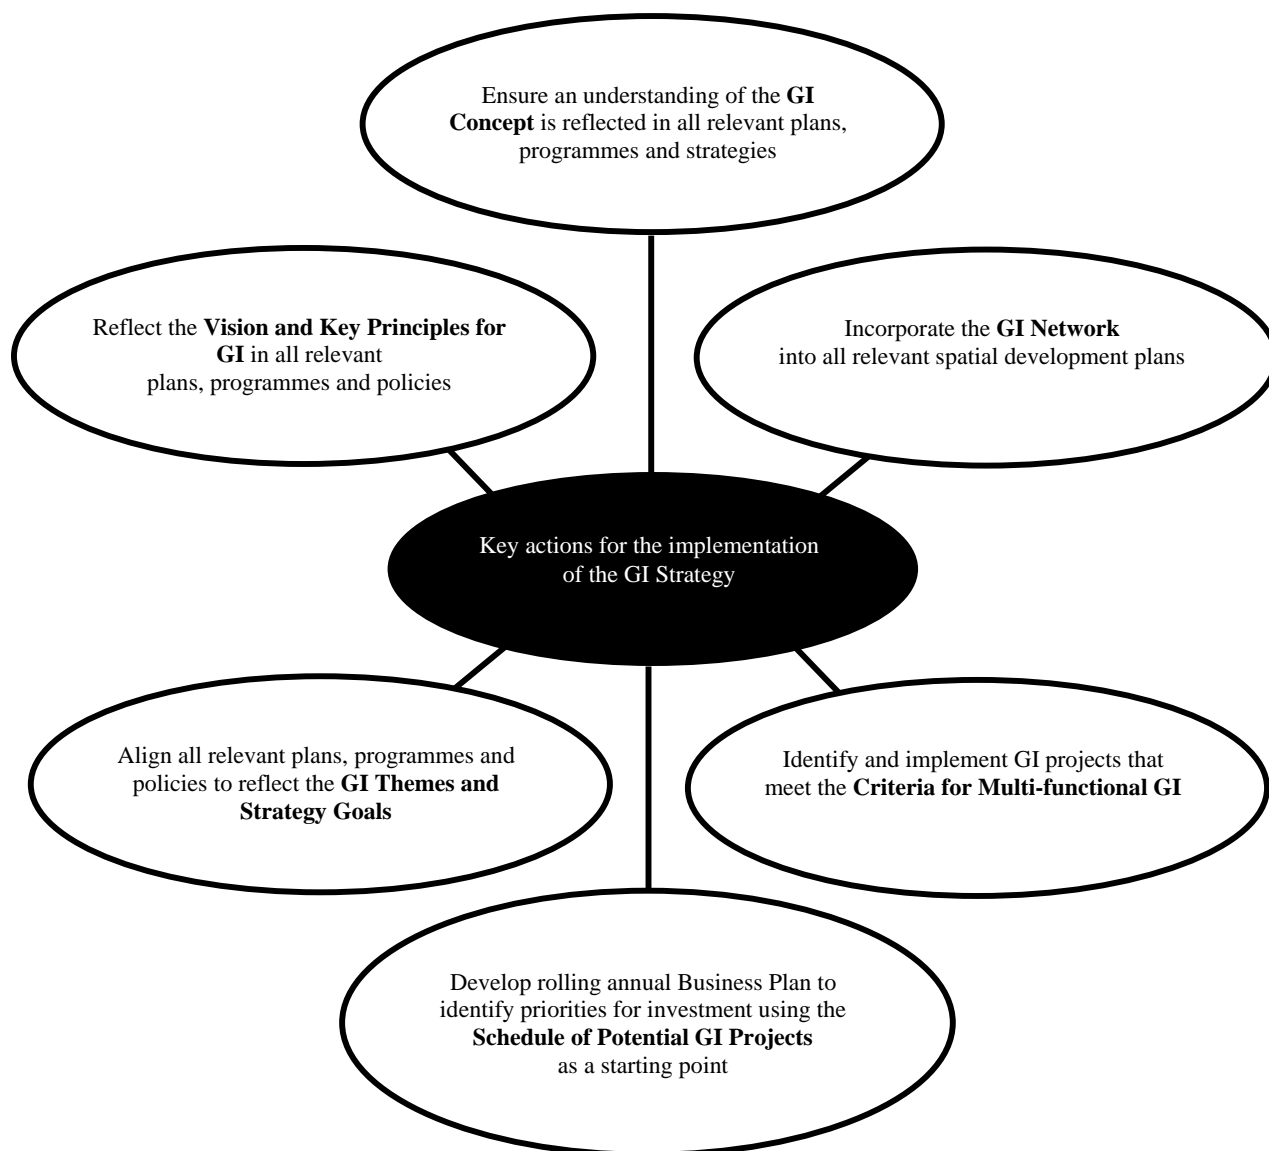 Ensure an understanding of the GI
Concept is reflected in all relevant plans,
programmes and strategies
Reflect the Vision and Key Principles for
GI in all relevant
plans, programmes and policies
Incorporate the GI Network
into all relevant spatial development plans
Key actions for the implementation
of the GI Strategy
Align all relevant plans, programmes and
policies to reflect the GI Themes and
Strategy Goals
Identify and implement GI projects that
meet the Criteria for Multi-functional GI
Develop rolling annual Business Plan to
identify priorities for investment using the
Schedule of Potential GI Projects
as a starting point